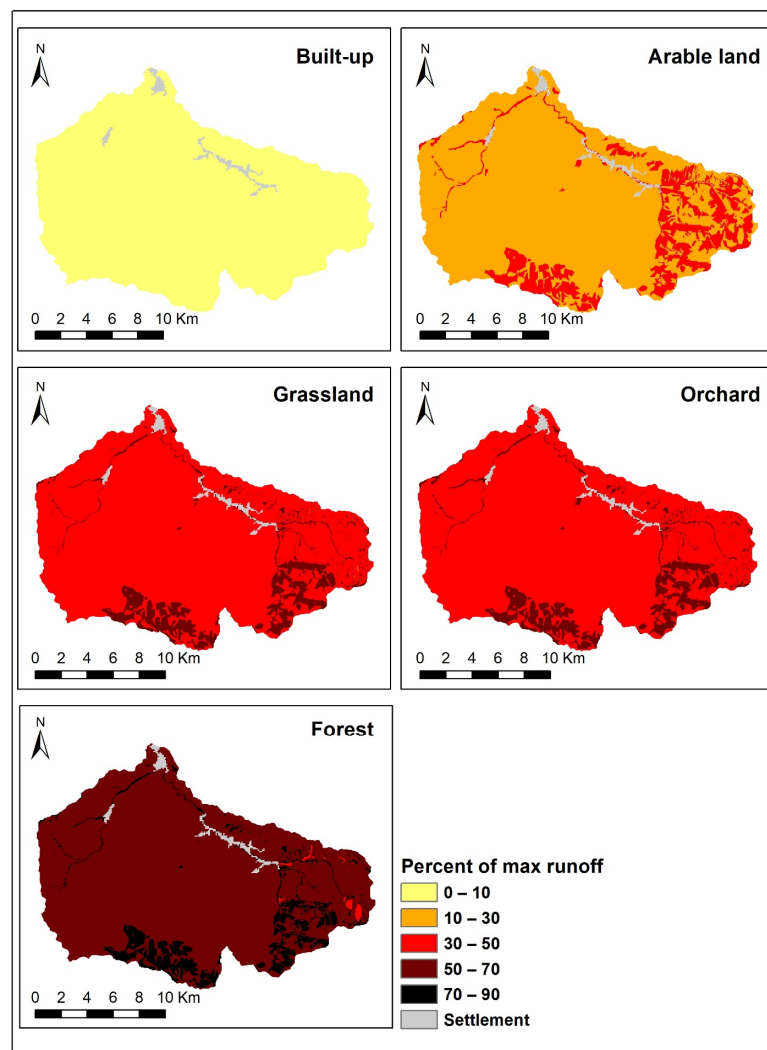 N
Built-up
0 2 4 6 8 10 Km
N
Arable land
0 2 4 6 8 10 Km
N
Grassland
0 2 4 6 8 10 Km
N
Orchard
0 2 4 6 8 10 Km
N
Forest
0 2 4 6 8 10 Km
Percent of max runoff
0 – 10
10 – 30
30 – 50
50 – 70
70 – 90
Settlement